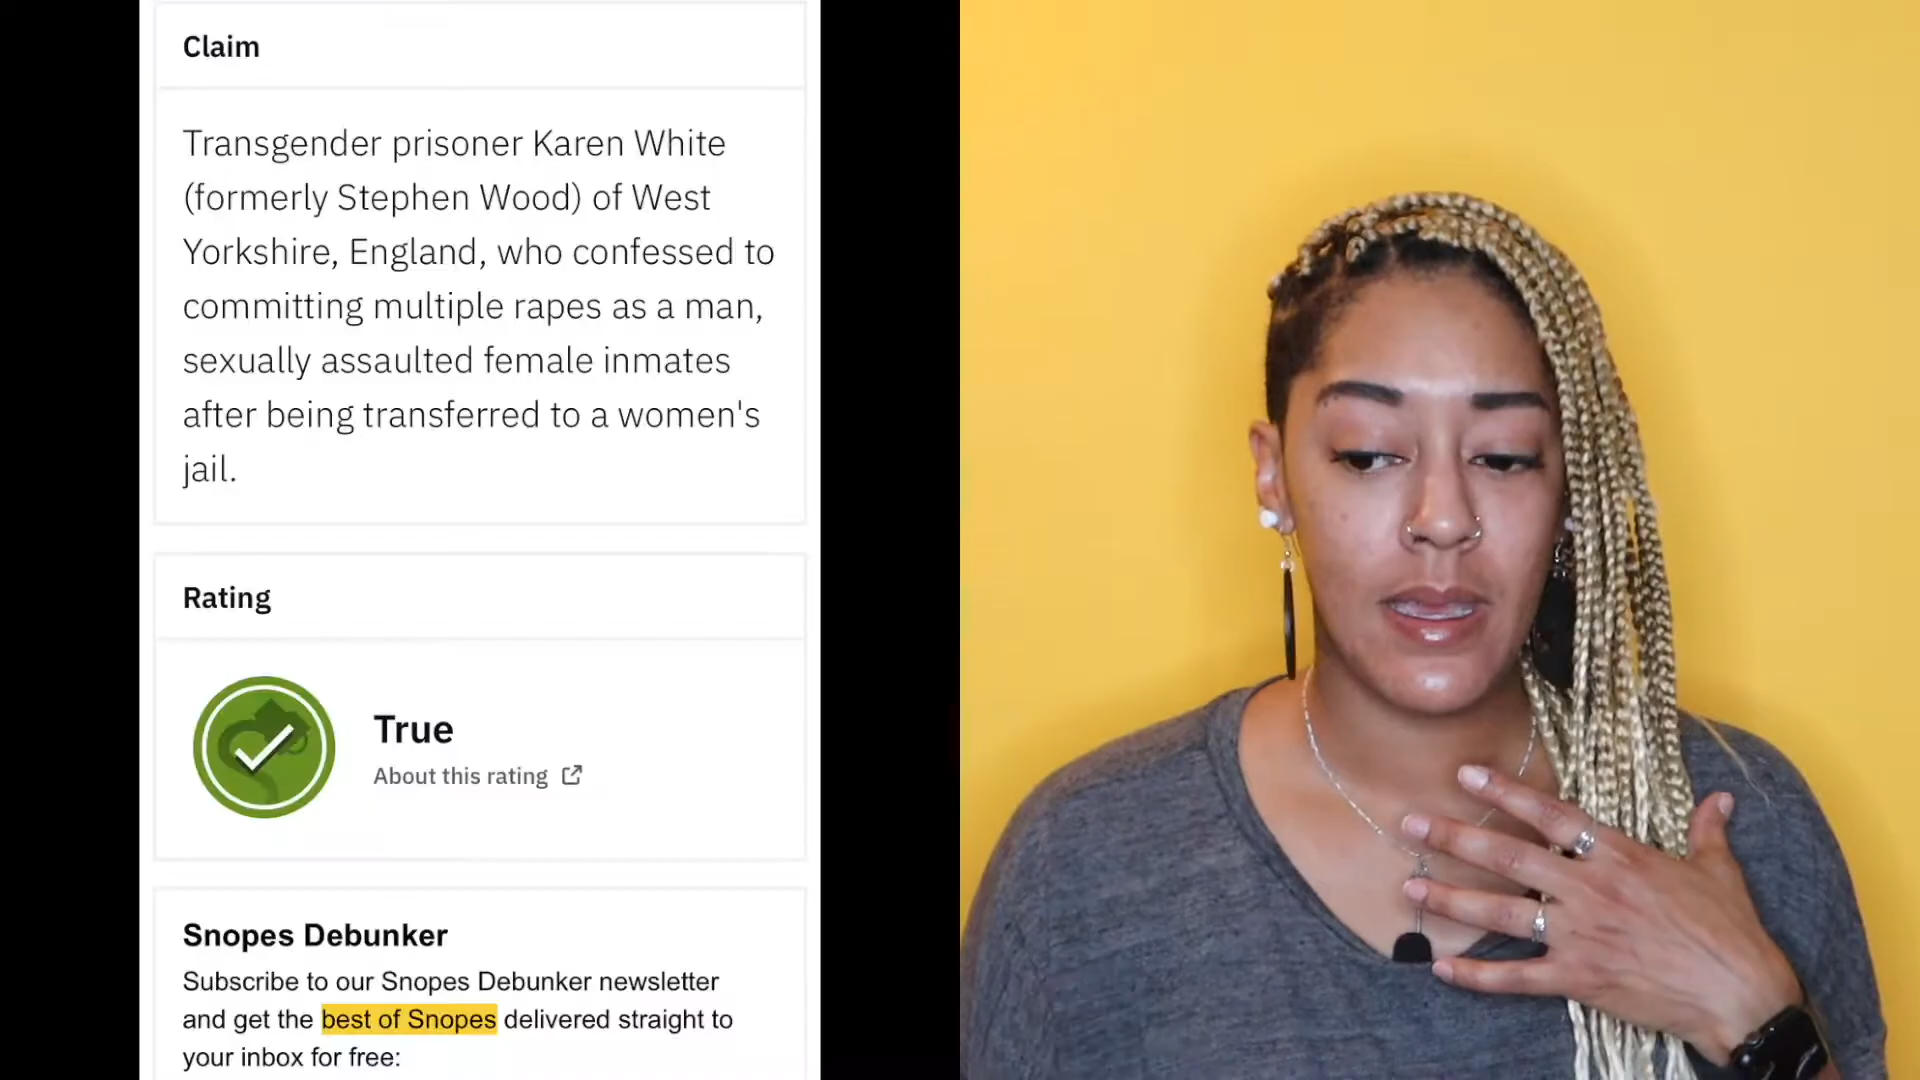 Claim
Transgender prisoner Karen White
(formerly Stephen Wood) of West
Yorkshire, England, who confessed to
committing multiple rapes as a man,
sexually assaulted female inmates
after being transferred to a women's
jail.
Rating
True
About this rating
Snopes Debunker
Subscribe to our Snopes Debunker newsletter
and get the best of Snopes delivered straight to
your inbox for free: